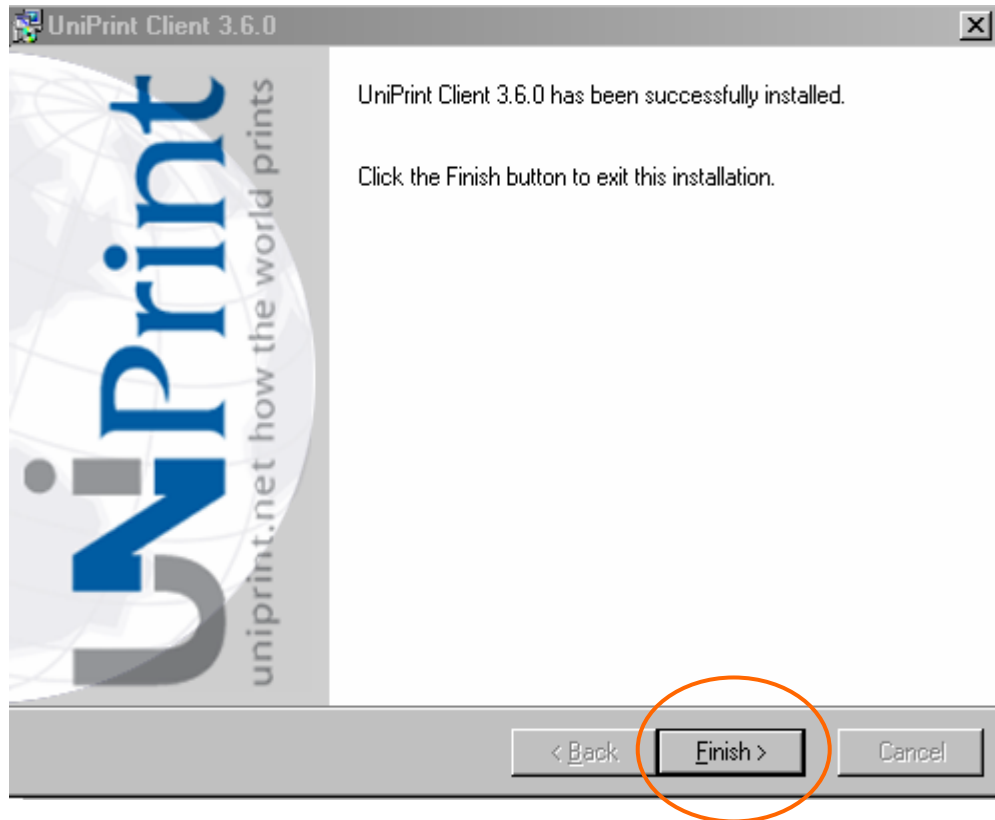 UniPrint Client 3.6.0
UniPrint
uniprint.net how the world prints
UniPrint Client 3.6.0 has been successfully installed.
Click the Finish button to exit this installation.
< Back
Finish >
Cancel